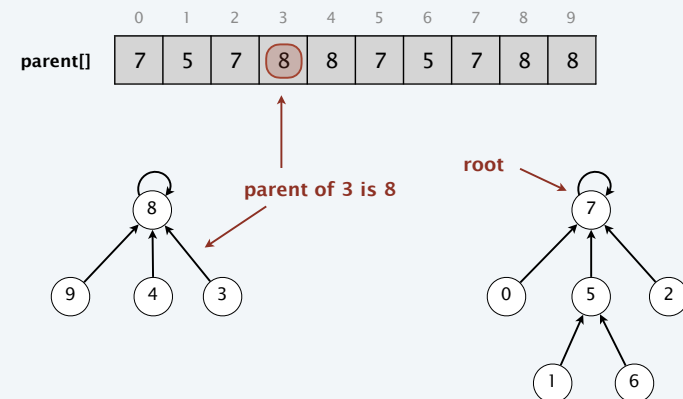 0 1 2 3 4 5 6 7 8 9
parent[] 7 5 7 8 8 7 5 7 8 8
root
parent of 3 is 8
8 7
9 4 3 0 5 2
1 6